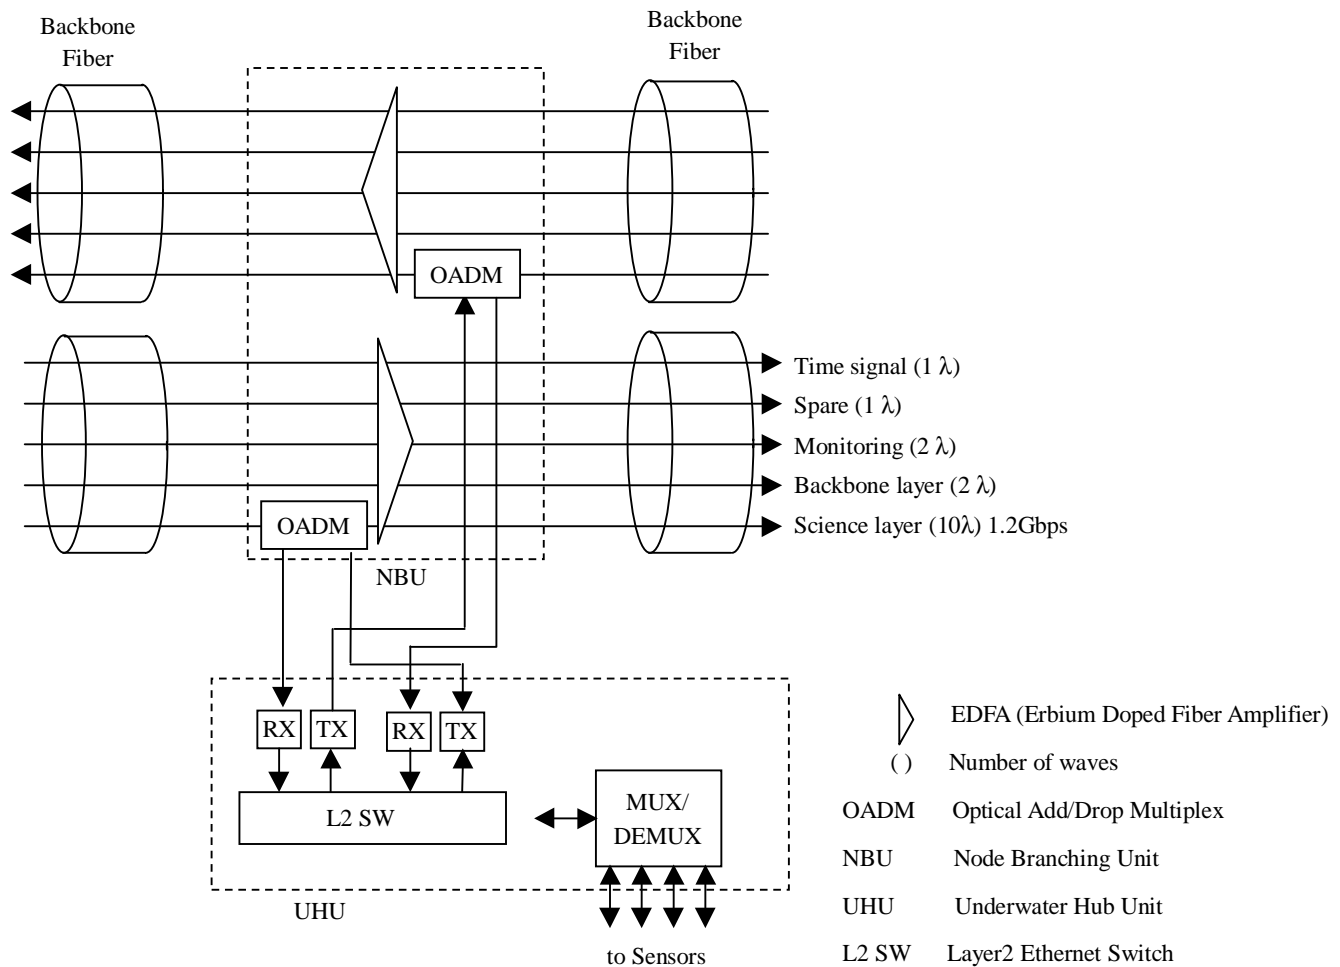 Backbone
Fiber
Backbone
Fiber
OADM
Time signal (1 λ)
Spare (1 λ)
Monitoring (2 λ)
Backbone layer (2 λ)
OADM
Science layer (10λ) 1.2Gbps
NBU
RX
TX
RX
TX
L2 SW
MUX/
DEMUX
UHU
to Sensors
EDFA (Erbium Doped Fiber Amplifier)
( ) Number of waves
OADM Optical Add/Drop Multiplex
NBU Node Branching Unit
UHU Underwater Hub Unit
L2 SW Layer2 Ethernet Switch